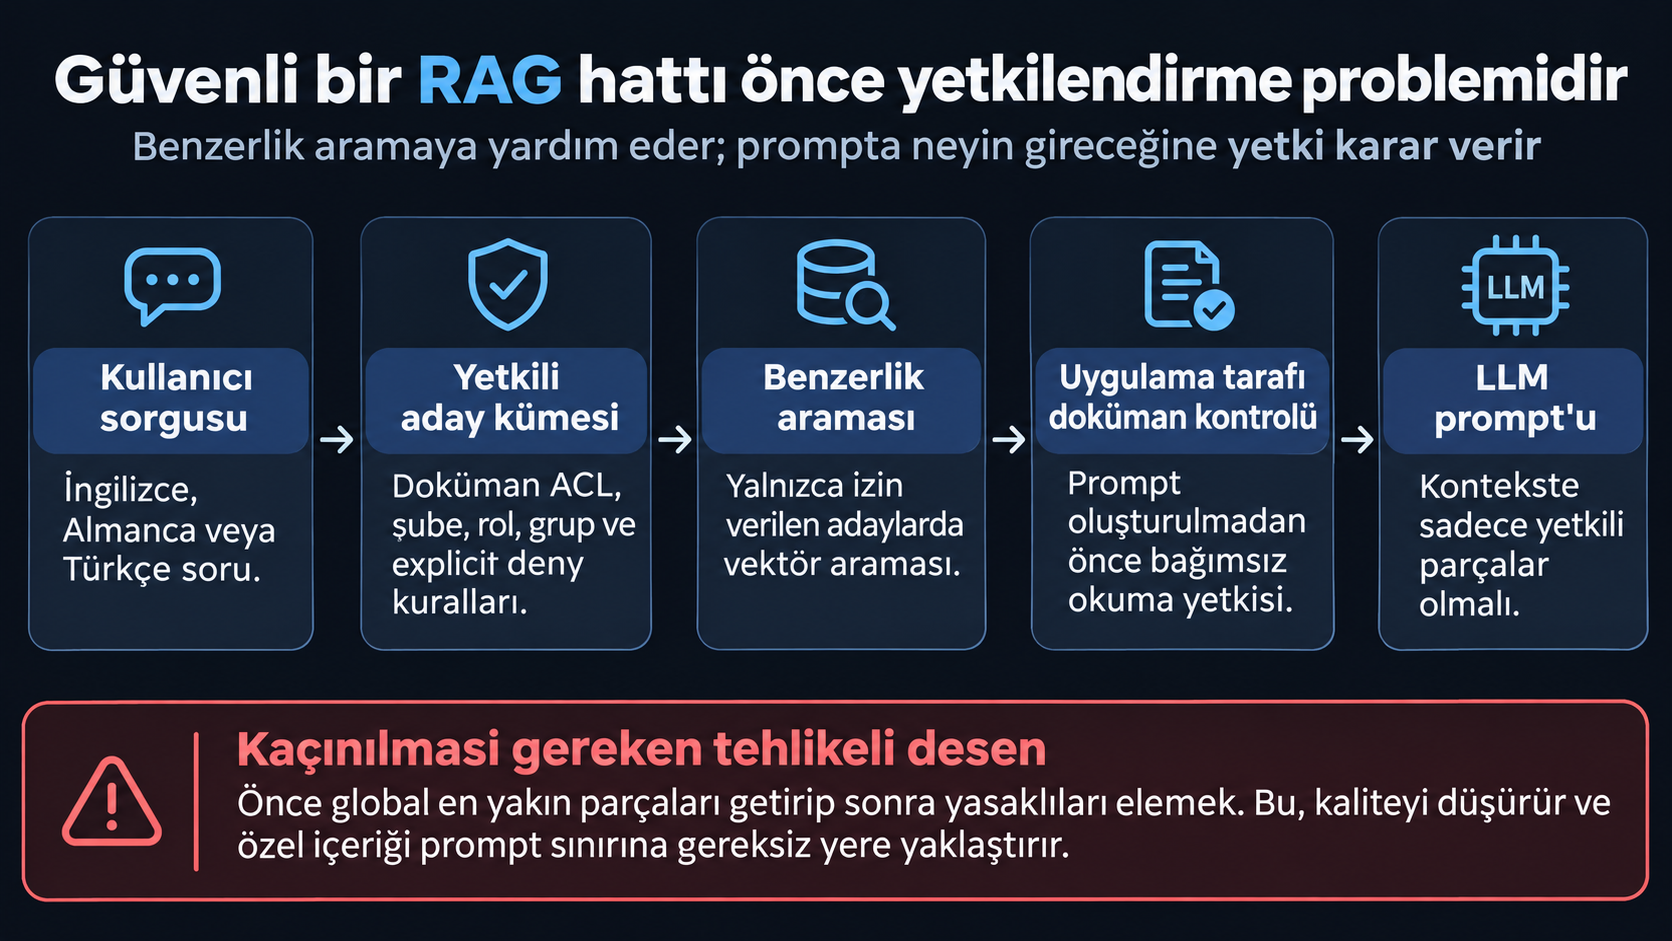 Güvenli bir RAG hattı önce yetkilendirme problemidir
Benzerlik aramaya yardım eder; prompta neyin gireceğine yetki karar verir
Kullanıcı
sorgusu
İngilizce,
Almanca veya
Türkçe soru.
Yetkili
aday kümesi
Doküman ACL,
şube, rol, grup ve
explicit deny
kuralları.
Benzerlik
araması
Yalnızca izin
verilen adaylarda
vektör araması.
Uygulama tarafı
doküman kontrolü
Prompt
oluşturulmadan
önce bağımsız
okuma yetkisi.
LLM
LLM
prompt'u
Kontekste
sadece yetkili
parçalar
olmalı.
Kaçınılmasi gereken tehlikeli desen
Önce global en yakın parçaları getirip sonra yasaklıları elemek. Bu, kaliteyi düşürür ve
özel içeriği prompt sınırına gereksiz yere yaklaştırır.